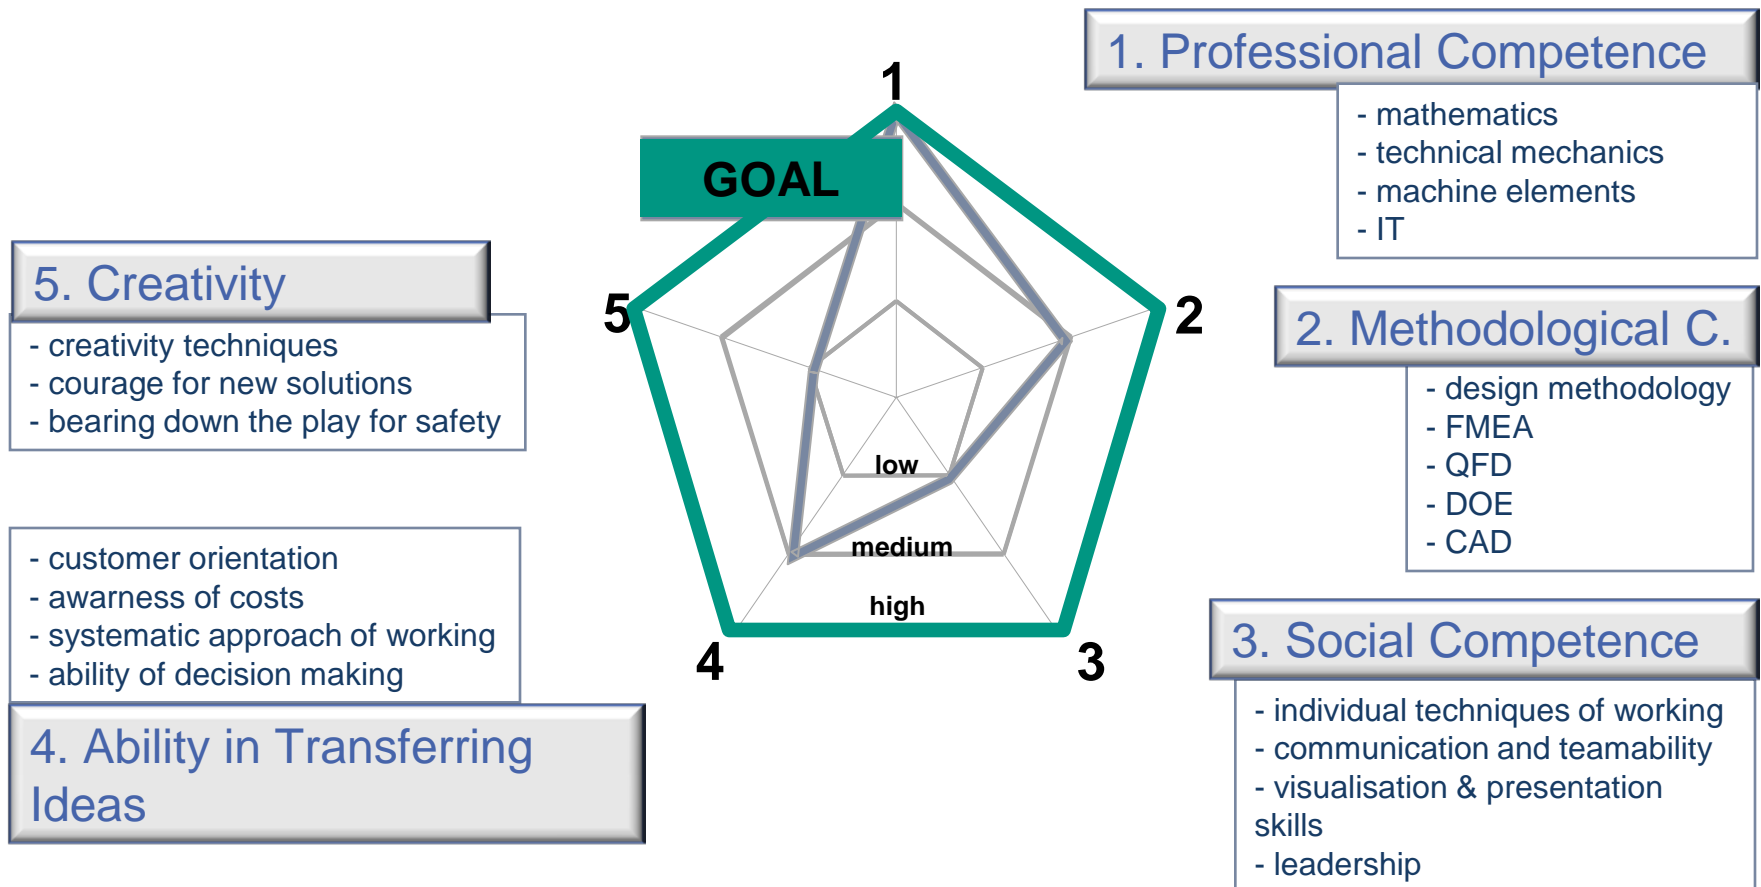 1. Professional Competence
- mathematics
- technical mechanics
- machine elements
- IT
2. Methodological C.
- design methodology
- FMEA
- QFD
- DOE
- CAD
3. Social Competence
- individual techniques of working
- communication and teamability
- visualisation & presentation
skills
- leadership
- customer orientation
- awarness of costs
- systematic approach of working
- ability of decision making
4. Ability in Transferring
Ideas
5. Creativity
- creativity techniques
- courage for new solutions
- bearing down the play for safety
1
GOAL
5
2
low
medium
high
4
3